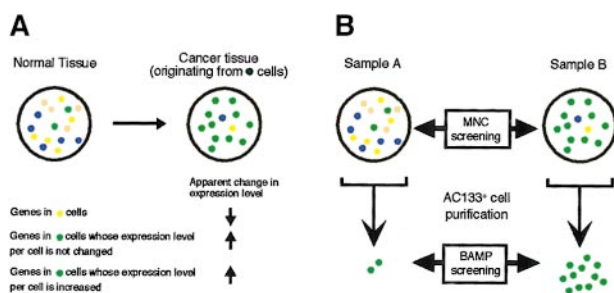 A
Normal Tissue
Cancer tissue
(originating from cells)
Apparent change in
expression level
Genes in cells
Genes in cells whose expression level
per cell is not changed
Genes in cells whose expression level
per cell is increased
B
Sample A
Sample B
MNC
screening
AC133+ cell
purification
BAMP
screening